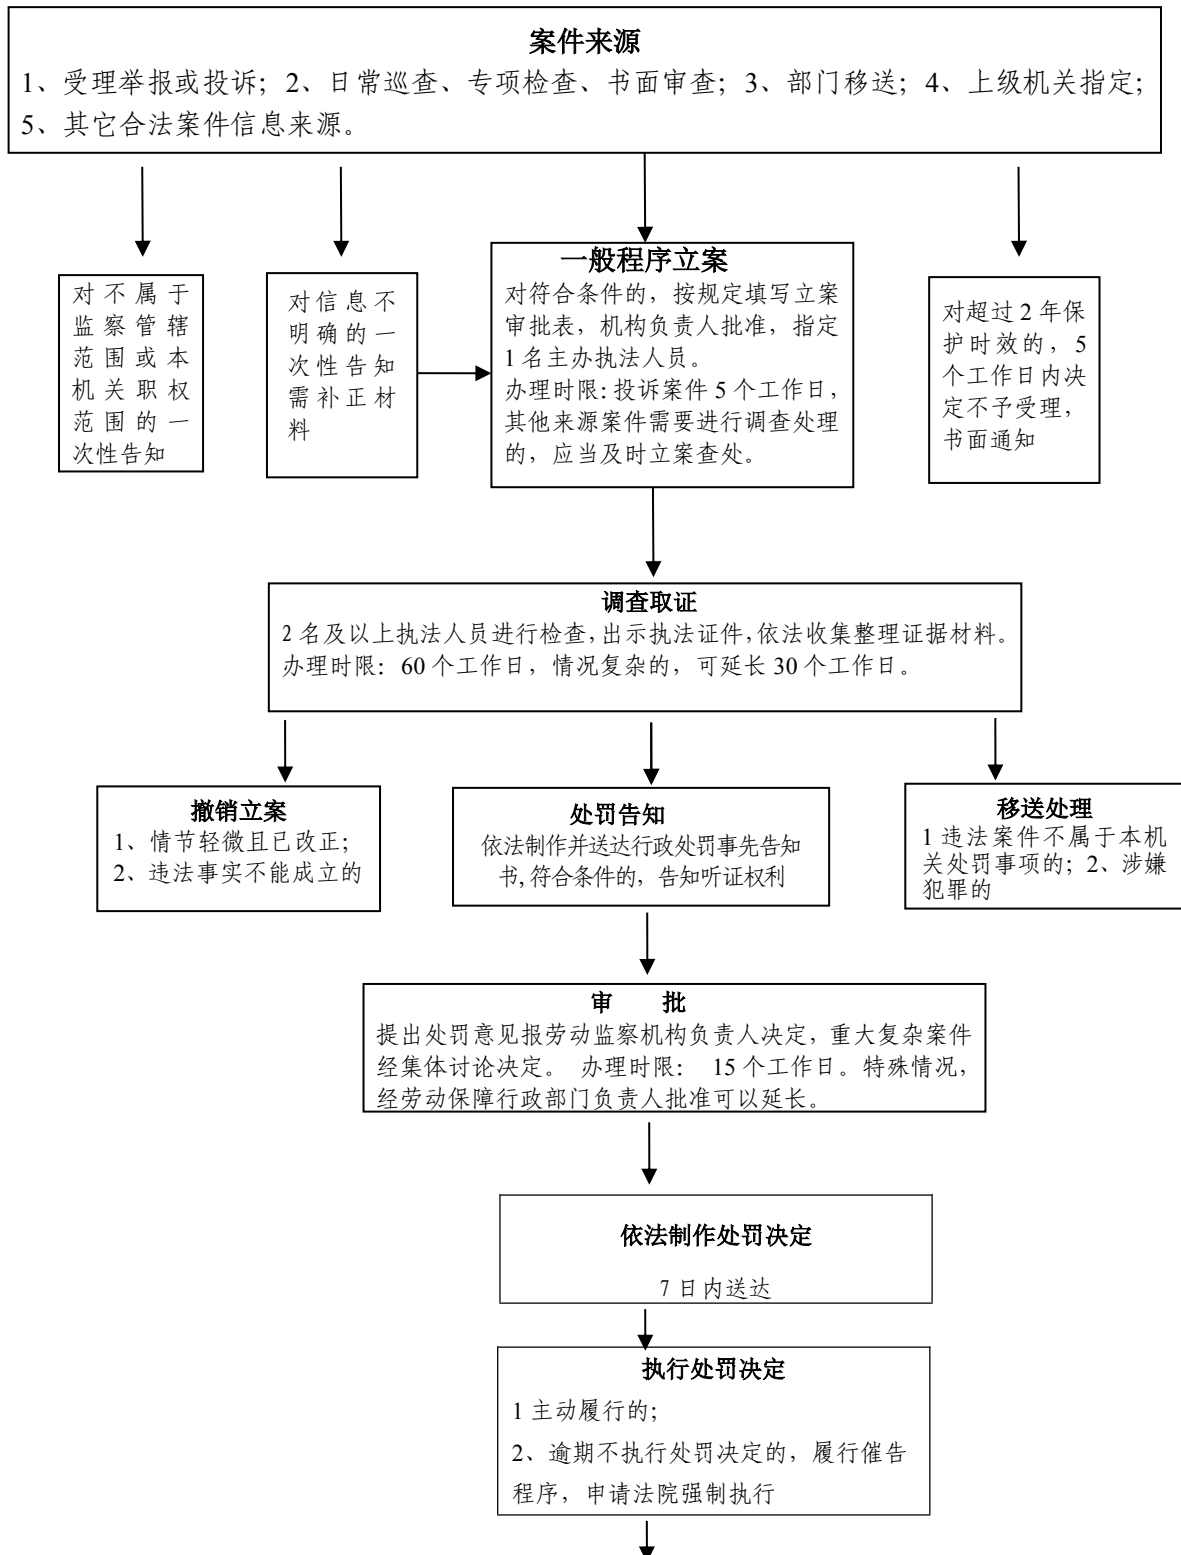 案件来源
1、受理举报或投诉；2、日常巡查、专项检查、书面审查；3、部门移送；4、上级机关指定；
5、其它合法案件信息来源。
对不属于
监察管辖
范围或本
机关职权
范围的一
次性告知
对信息不
明确的一
次性告知
需补正材
料
一般程序立案
对符合条件的，按规定填写立案
审批表，机构负责人批准，指定
1 名主办执法人员。
办理时限：投诉案件 5 个工作日，
其他来源案件需要进行调查处理
的，应当及时立案查处。
对超过 2 年保
护时效的，5
个工作日内决
定不予受理，
书面通知
调查取证
2 名及以上执法人员进行检查，出示执法证件，依法收集整理证据材料。
办理时限：60 个工作日，情况复杂的，可延长 30 个工作日。
撤销立案
1、情节轻微且已改正；
2、违法事实不能成立的
处罚告知
依法制作并送达行政处罚事先告知
书，符合条件的，告知听证权利
移送处理
1 违法案件不属于本机
关处罚事项的；2、涉嫌
犯罪的
审 批
提出处罚意见报劳动监察机构负责人决定，重大复杂案件
经集体讨论决定。 办理时限： 15 个工作日。特殊情况，
经劳动保障行政部门负责人批准可以延长。
依法制作处罚决定
7 日内送达
执行处罚决定
1 主动履行的；
2、逾期不执行处罚决定的，履行催告
程序，申请法院强制执行